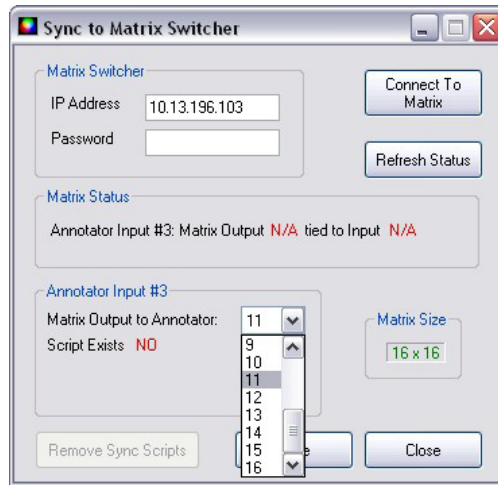 Sync to Matrix Switcher
Matrix Switcher
IP Address 10.13.196.103
Password
Connect To
Matrix
Refresh Status
Matrix Status
Annotator Input #3: Matrix Output N/A tied to Input N/A
Annotator Input #3
Matrix Output to Annotator: 11
Script Exists NO
9
10
11
12
13
14
15
16
Matrix Size
16 x 16
Remove Sync Scripts
Close